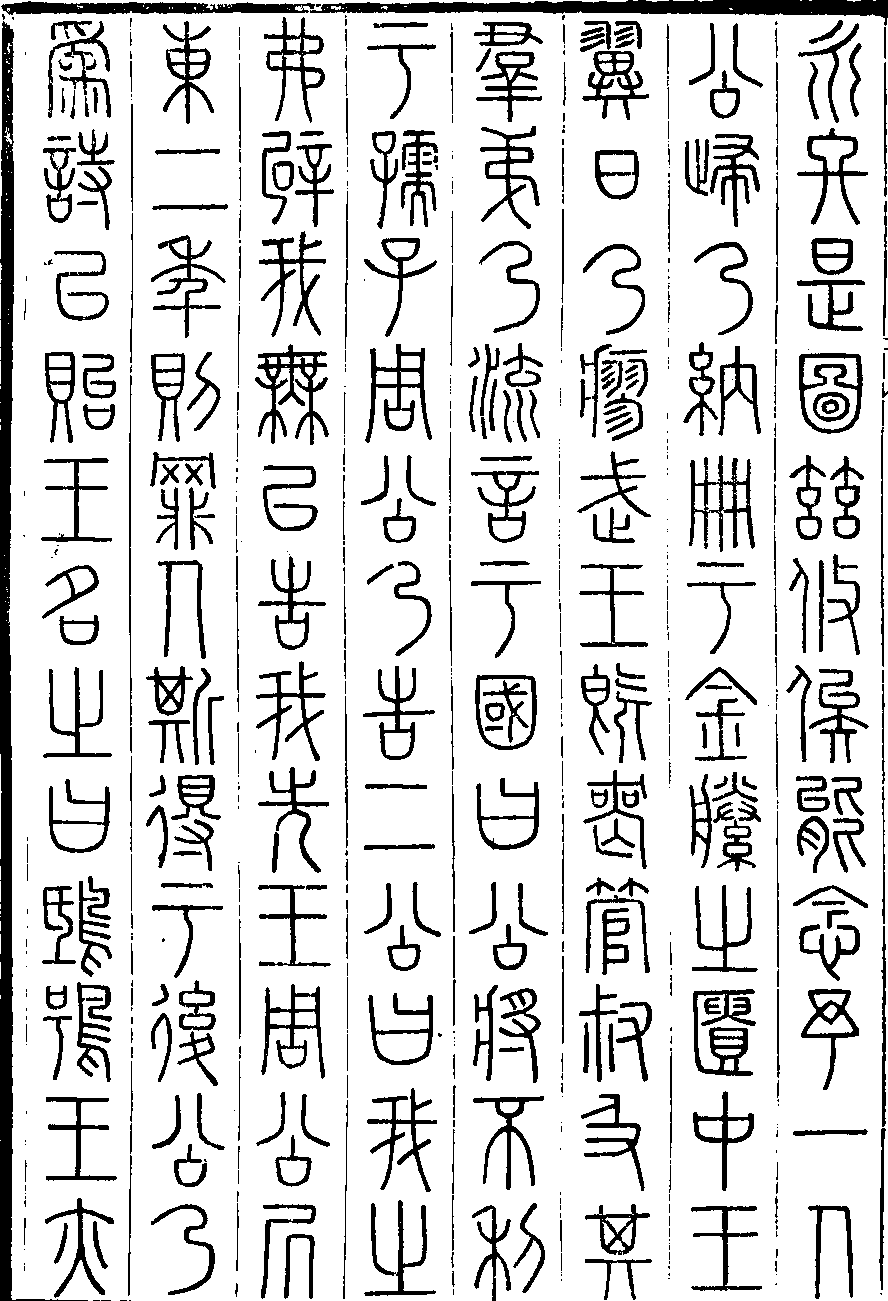 永終是圖茲攸俟能念予一人
公歸乃納冊于金縢之匱中王
翼日乃瘳武王既喪管叔及其
羣弟乃流言于國曰公將不利
于孺子周公乃告二公曰我之
弗辟我無以告我先王周公居
東二年則罪人斯得于後公乃
為詩以貽王名之曰鴟鴞王亦